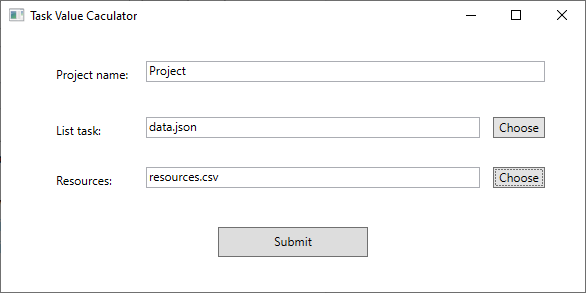 Task Value Caculator
Project name: Project
List task: data.json Choose
Resources: resources.csv Choose
Submit